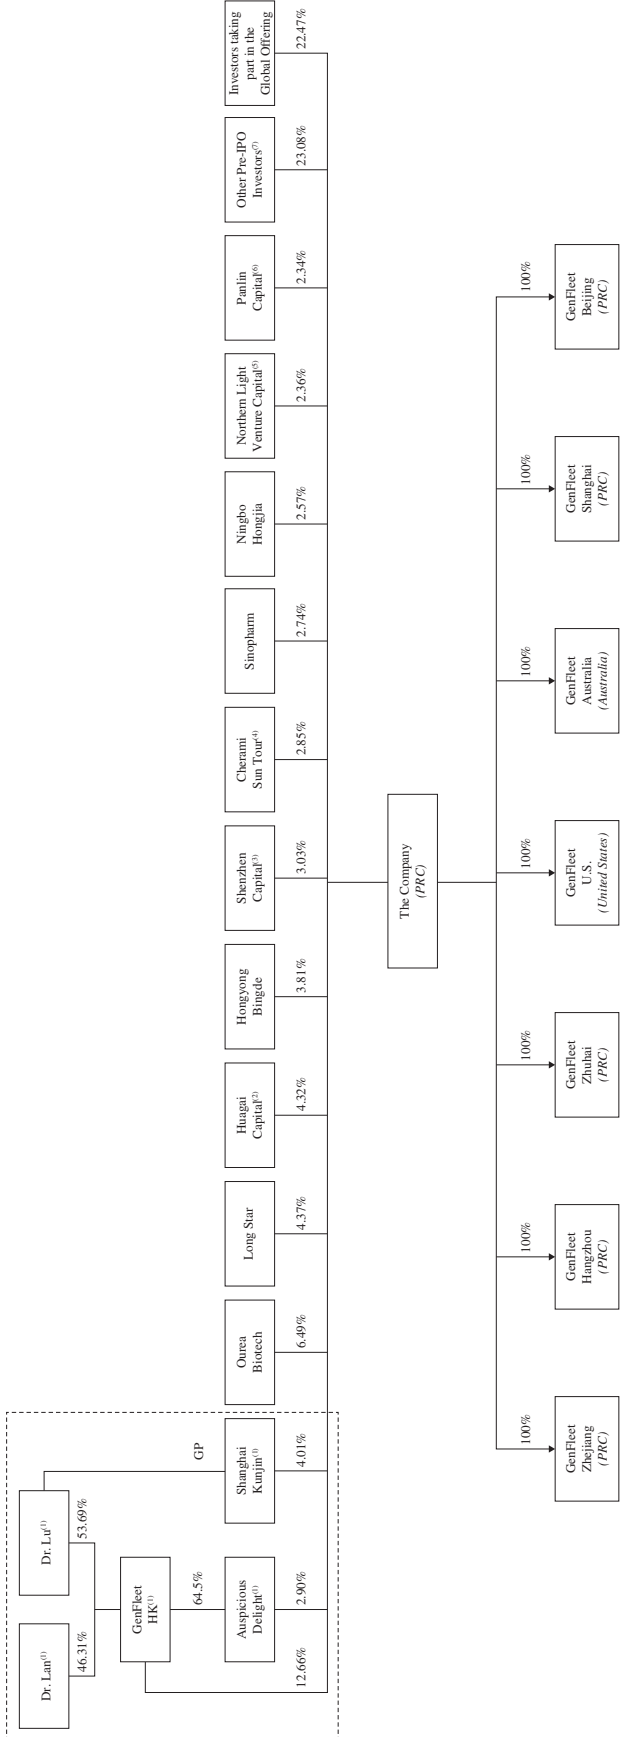 Dr. Lan(1)
Dr. Lu(1)
46.31%
53.69%
GenFleet
HK(1)
GP
64.5%
Auspicious
Delight(1)
Shanghai
Kunjin(1)
Ourea
Biotech
Long Star
Huagai
Capital(2)
Hongyong
Bingde
Shenzhen
Capital(3)
Cherami
Sun Tour(4)
Sinopharm
Ningbo
Hongjia
Northern Light
Venture Capital(5)
Panlin
Capital(6)
Other Pre-IPO
Investors(7)
Investors taking
part in the
Global Offering
12.66%
2.90%
4.01%
6.49%
4.37%
4.32%
3.81%
3.03%
2.85%
2.74%
2.57%
2.36%
2.34%
23.08%
22.47%
The Company
(PRC)
100%
100%
100%
100%
100%
100%
100%
GenFleet
Zhejiang
(PRC)
GenFleet
Hangzhou
(PRC)
GenFleet
Zhuhai
(PRC)
GenFleet
U.S.
(United States)
GenFleet
Australia
(Australia)
GenFleet
Shanghai
(PRC)
GenFleet
Beijing
(PRC)